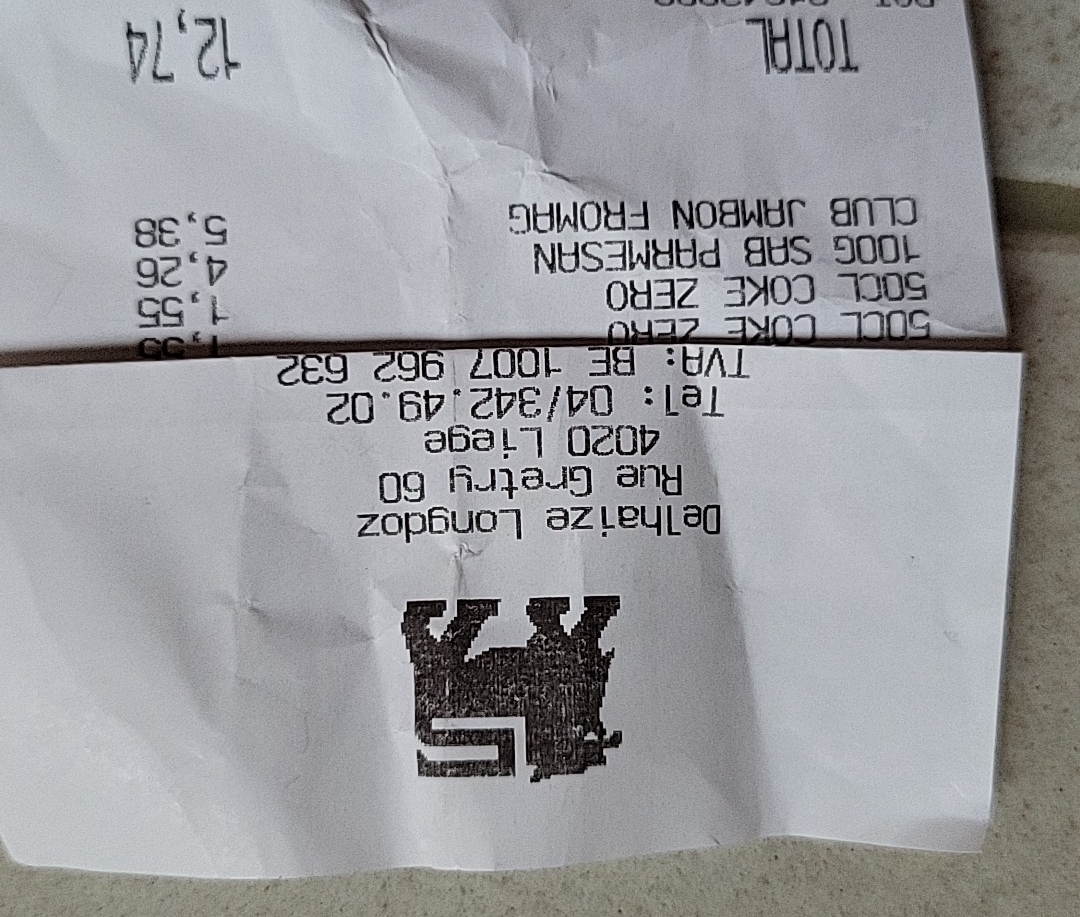 Delhaize Longdoz
Rue Gretry 60
4020 Liege
Tel: 04/342.49.02
TVA: BE 1007 962 632
50CL COKE ZERO 1,55
50CL COKE ZERO 1,55
100G SAB PARMESAN 4,26
CLUB JAMBON FROMAG 5,38
TOTAL 12,74